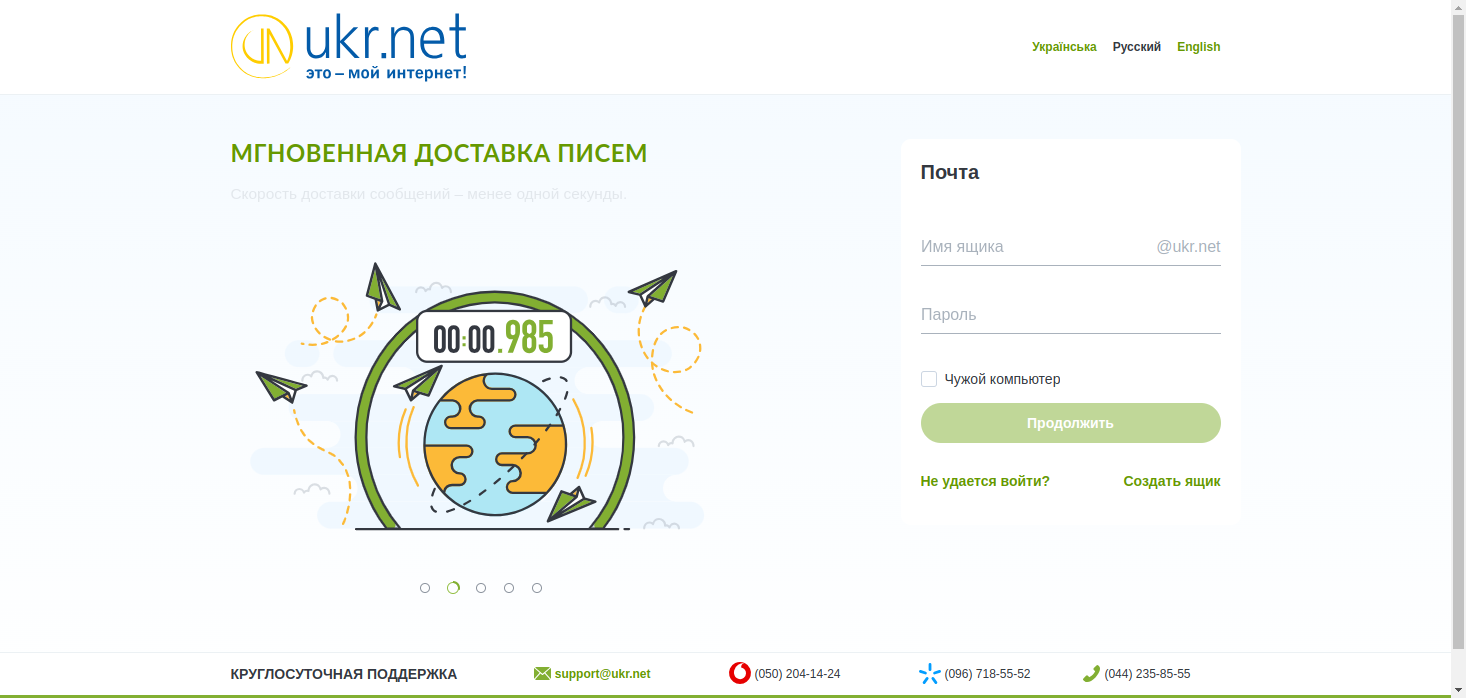 ukr.net
это – мой интернет!
Українська Русский English
МГНОВЕННАЯ ДОСТАВКА ПИСЕМ
Скорость доставки сообщений – менее одной секунды.
00:00.985
Почта
Имя ящика @ukr.net
Пароль
Чужой компьютер
Продолжить
Не удается войти? Создать ящик
КРУГЛОСУТОЧНАЯ ПОДДЕРЖКА support@ukr.net (050) 204-14-24 (096) 718-55-52 (044) 235-85-55